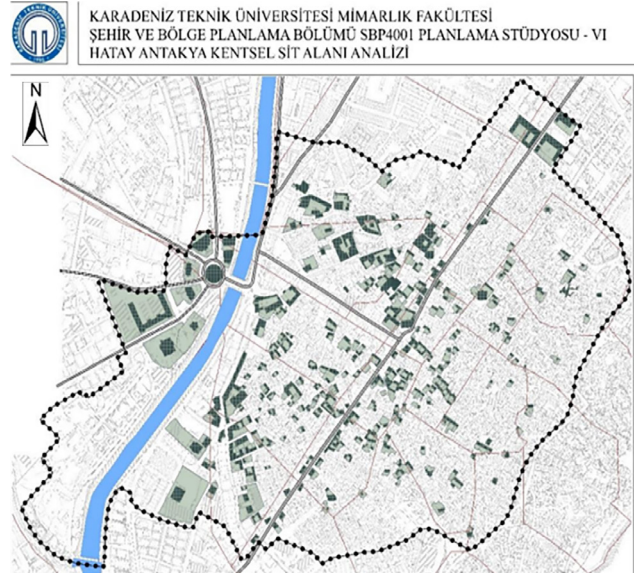 KARADENİZ TEKNİK ÜNİVERSİTESİ MİMARLIK FAKÜLTESİ
ŞEHİR VE BÖLGE PLANLAMA BÖLÜMÜ SBP4001 PLANLAMA STÜDYOSU - VI
HATAY ANTAKYA KENTSEL SİT ALANI ANALİZİ
N